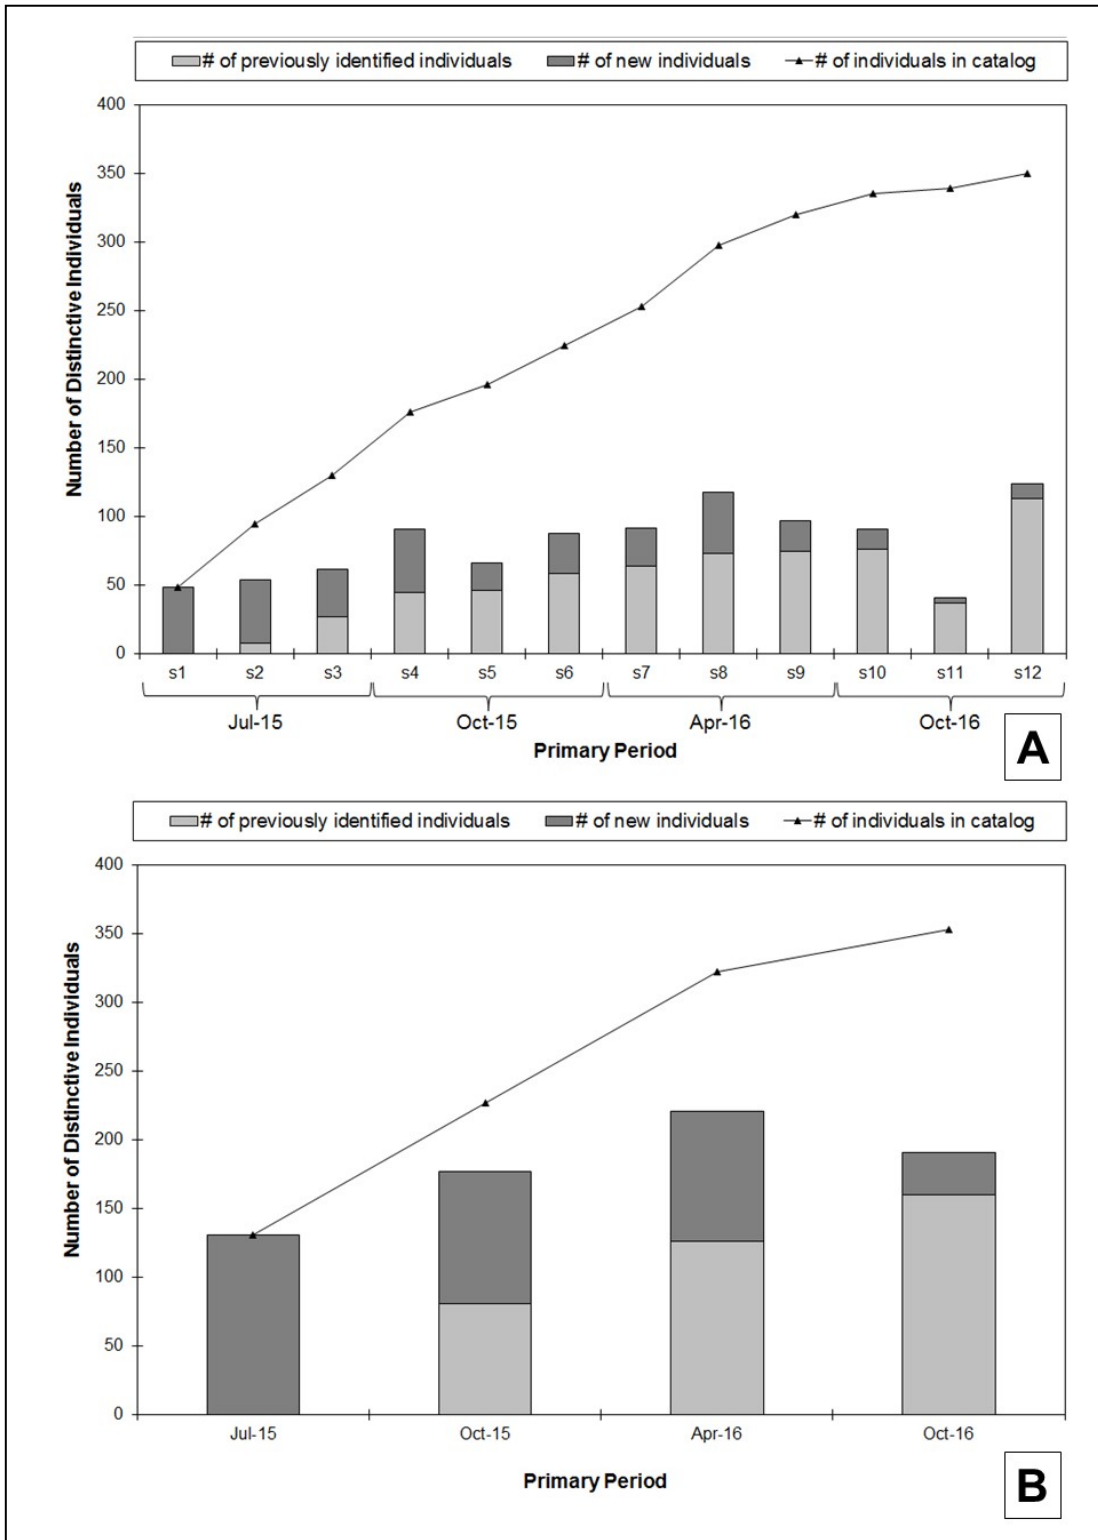 # of previously identified individuals # of new individuals # of individuals in catalog
400
350
300
250
200
150
100
50
0
Number of Distinctive Individuals
s1 s2 s3 s4 s5 s6 s7 s8 s9 s10 s11 s12
Jul-15 Oct-15 Apr-16 Oct-16
Primary Period
A
# of previously identified individuals # of new individuals # of individuals in catalog
400
350
300
250
200
150
100
50
0
Number of Distinctive Individuals
Jul-15 Oct-15 Apr-16 Oct-16
Primary Period
B